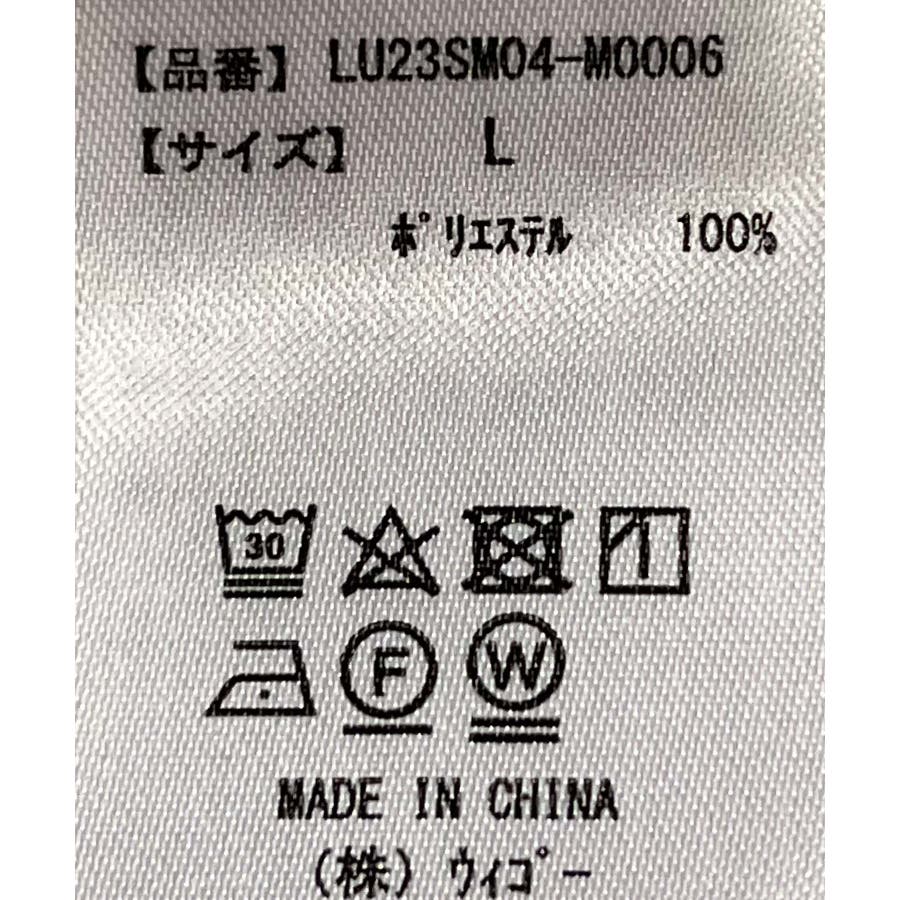 【品番】 LU23SM04-M0006
【サイズ】 L
ﾎﾟﾘｴｽﾃﾙ 100%
30
F W
MADE IN CHINA
(株) ｳｨｺﾞｰ